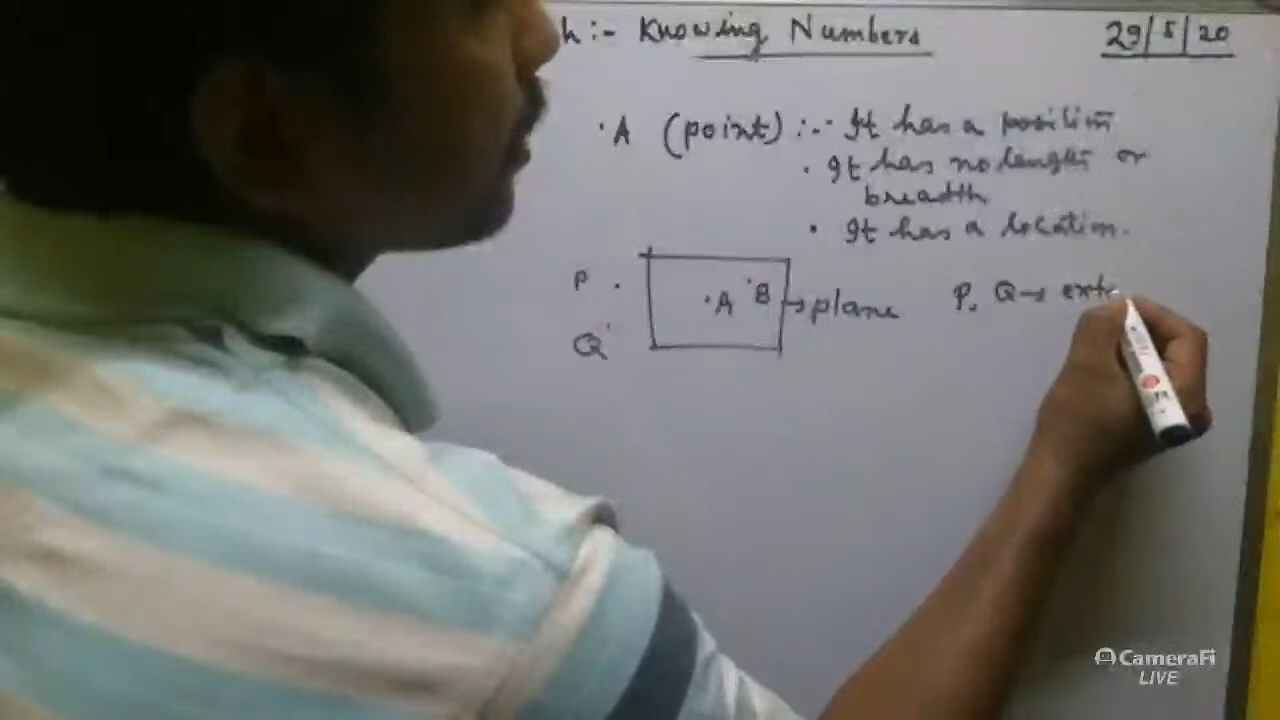 h:- Knowing Numbers 29/5/20
· A (point) :- · It has a position
· It has no length or
breadth
· It has a location.
P ·
· A · B → plane
P, Q → exte
Q ·
CameraFi
LIVE